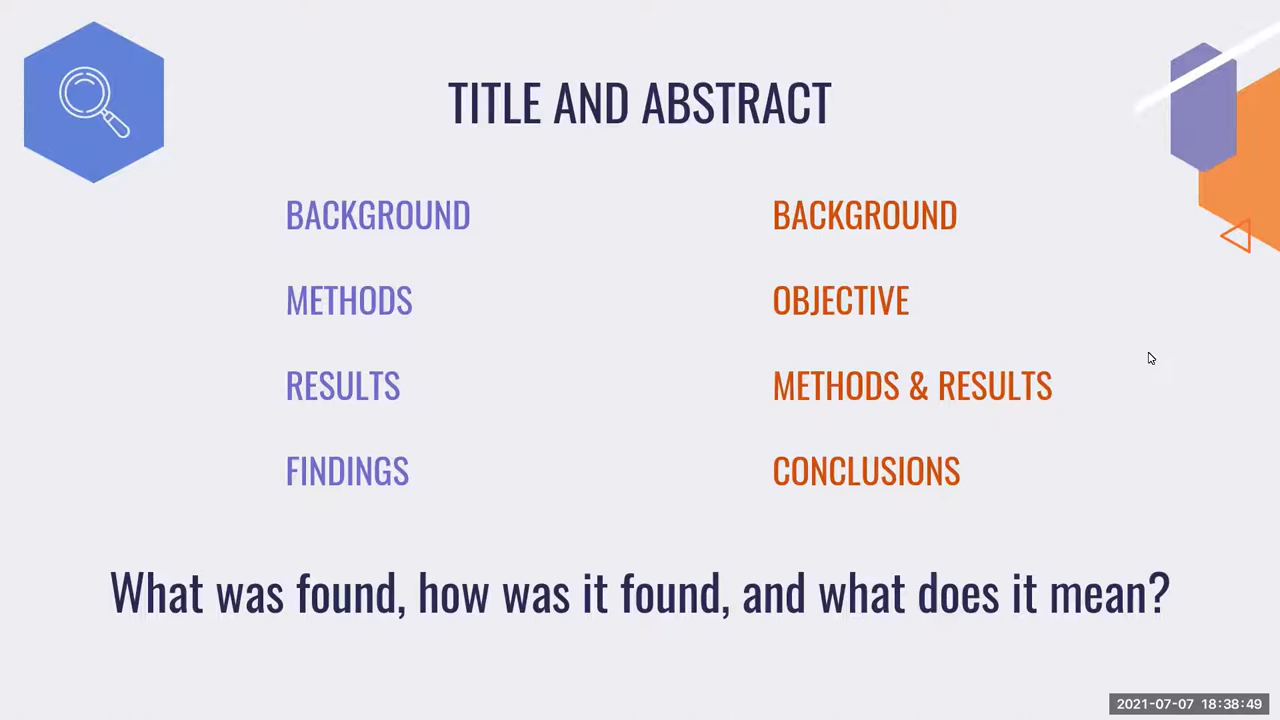 TITLE AND ABSTRACT
BACKGROUND
METHODS
RESULTS
FINDINGS
BACKGROUND
OBJECTIVE
METHODS & RESULTS
CONCLUSIONS
What was found, how was it found, and what does it mean?
2021-07-07 18:38:49